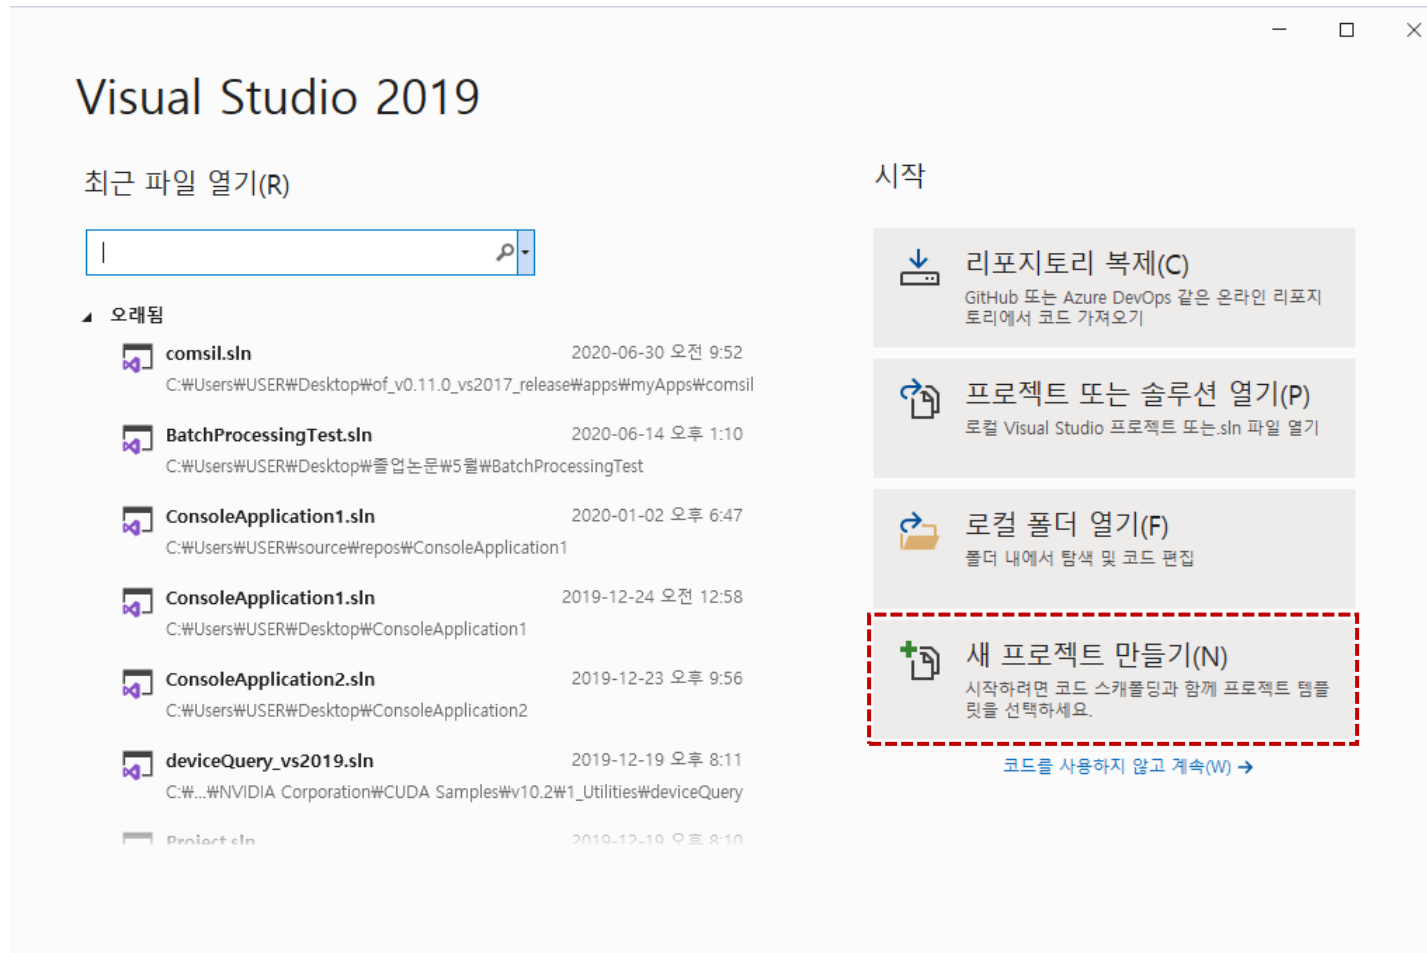 Visual Studio 2019
최근 파일 열기(R)
오래됨
comsil.sln 2020-06-30 오전 9:52
C:₩Users₩USER₩Desktop₩of_v0.11.0_vs2017_release₩apps₩myApps₩comsil
BatchProcessingTest.sln 2020-06-14 오후 1:10
C:₩Users₩USER₩Desktop₩졸업논문₩5월₩BatchProcessingTest
ConsoleApplication1.sln 2020-01-02 오후 6:47
C:₩Users₩USER₩source₩repos₩ConsoleApplication1
ConsoleApplication1.sln 2019-12-24 오전 12:58
C:₩Users₩USER₩Desktop₩ConsoleApplication1
ConsoleApplication2.sln 2019-12-23 오후 9:56
C:₩Users₩USER₩Desktop₩ConsoleApplication2
deviceQuery_vs2019.sln 2019-12-19 오후 8:11
C:₩...₩NVIDIA Corporation₩CUDA Samples₩v10.2₩1_Utilities₩deviceQuery
Project.sln 2019-12-19 오후 8:10
시작
리포지토리 복제(C)
GitHub 또는 Azure DevOps 같은 온라인 리포지
토리에서 코드 가져오기
프로젝트 또는 솔루션 열기(P)
로컬 Visual Studio 프로젝트 또는.sln 파일 열기
로컬 폴더 열기(F)
폴더 내에서 탐색 및 코드 편집
새 프로젝트 만들기(N)
시작하려면 코드 스캐폴딩과 함께 프로젝트 템플
릿을 선택하세요.
코드를 사용하지 않고 계속(W) →